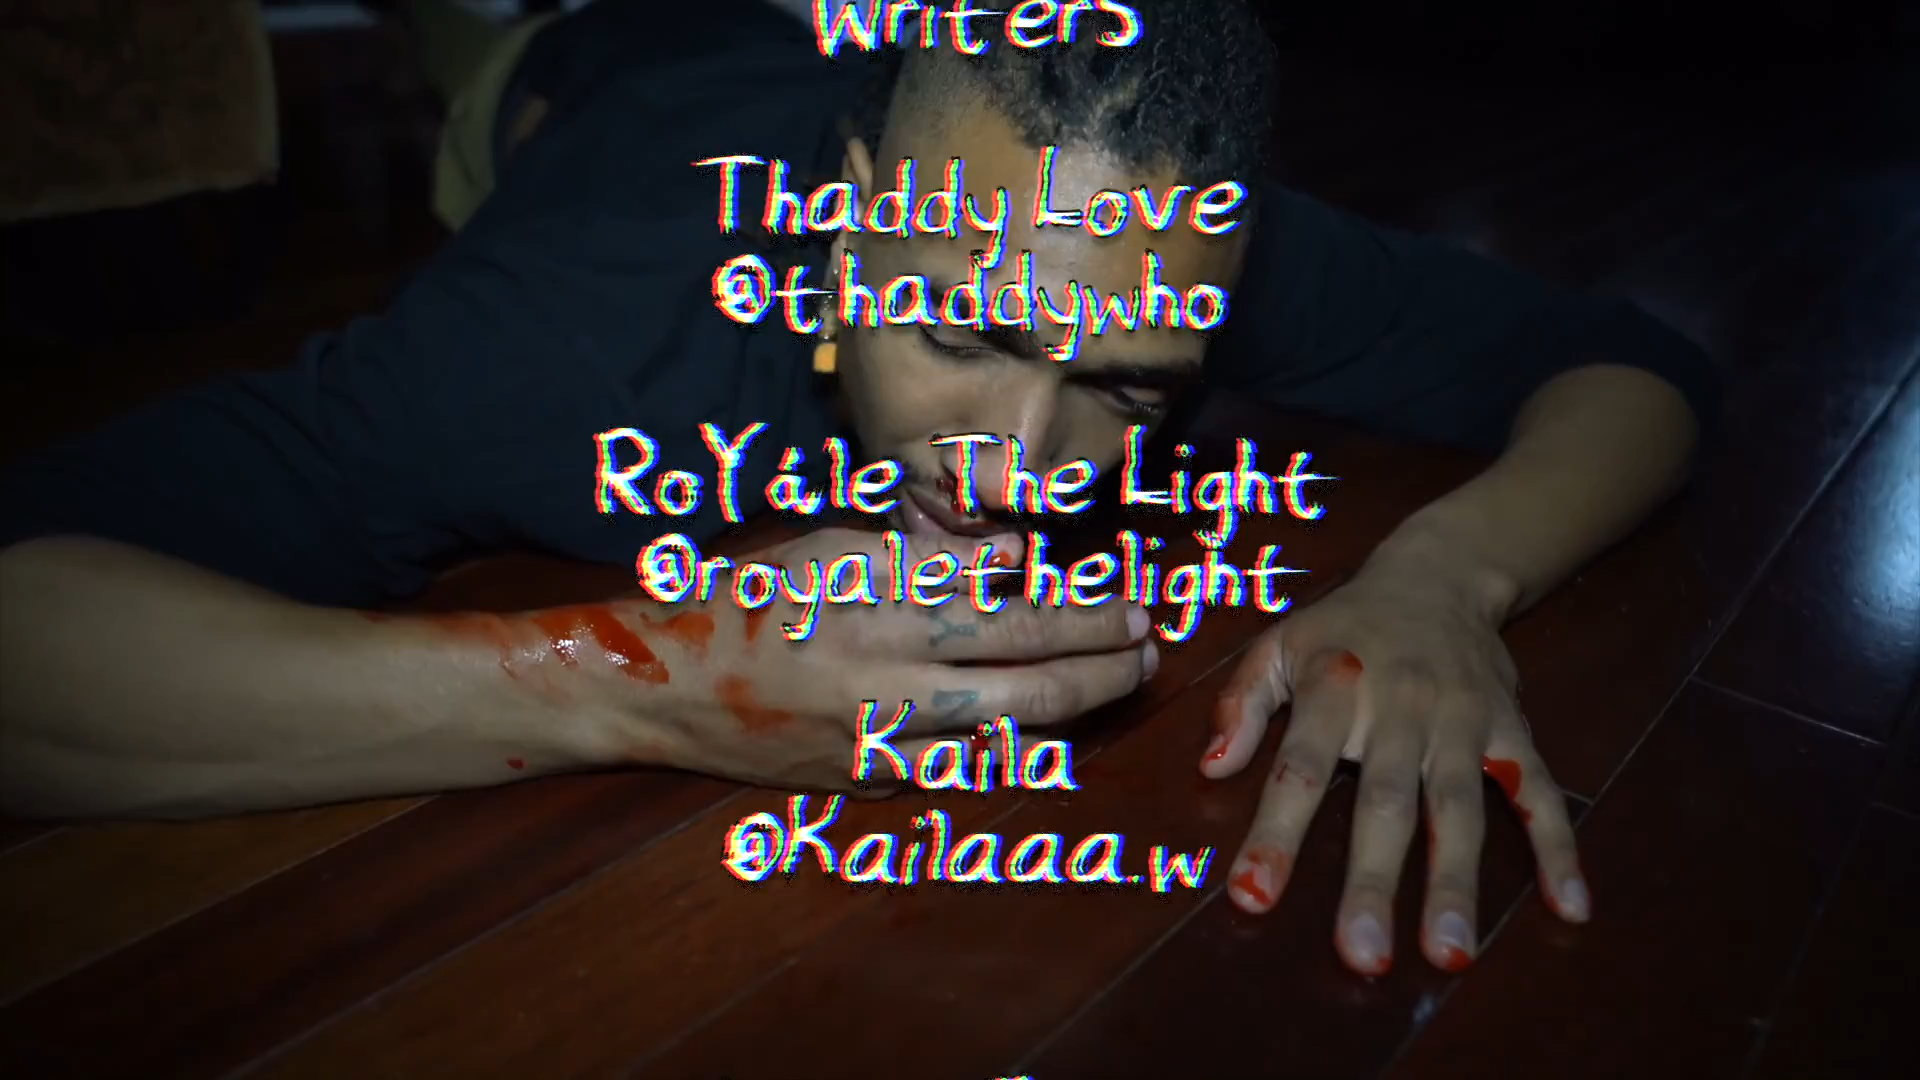 Writers
Thaddy Love
@thaddywho
RoYále The Light
@royalethelight
Kaila
@Kailaaa.w